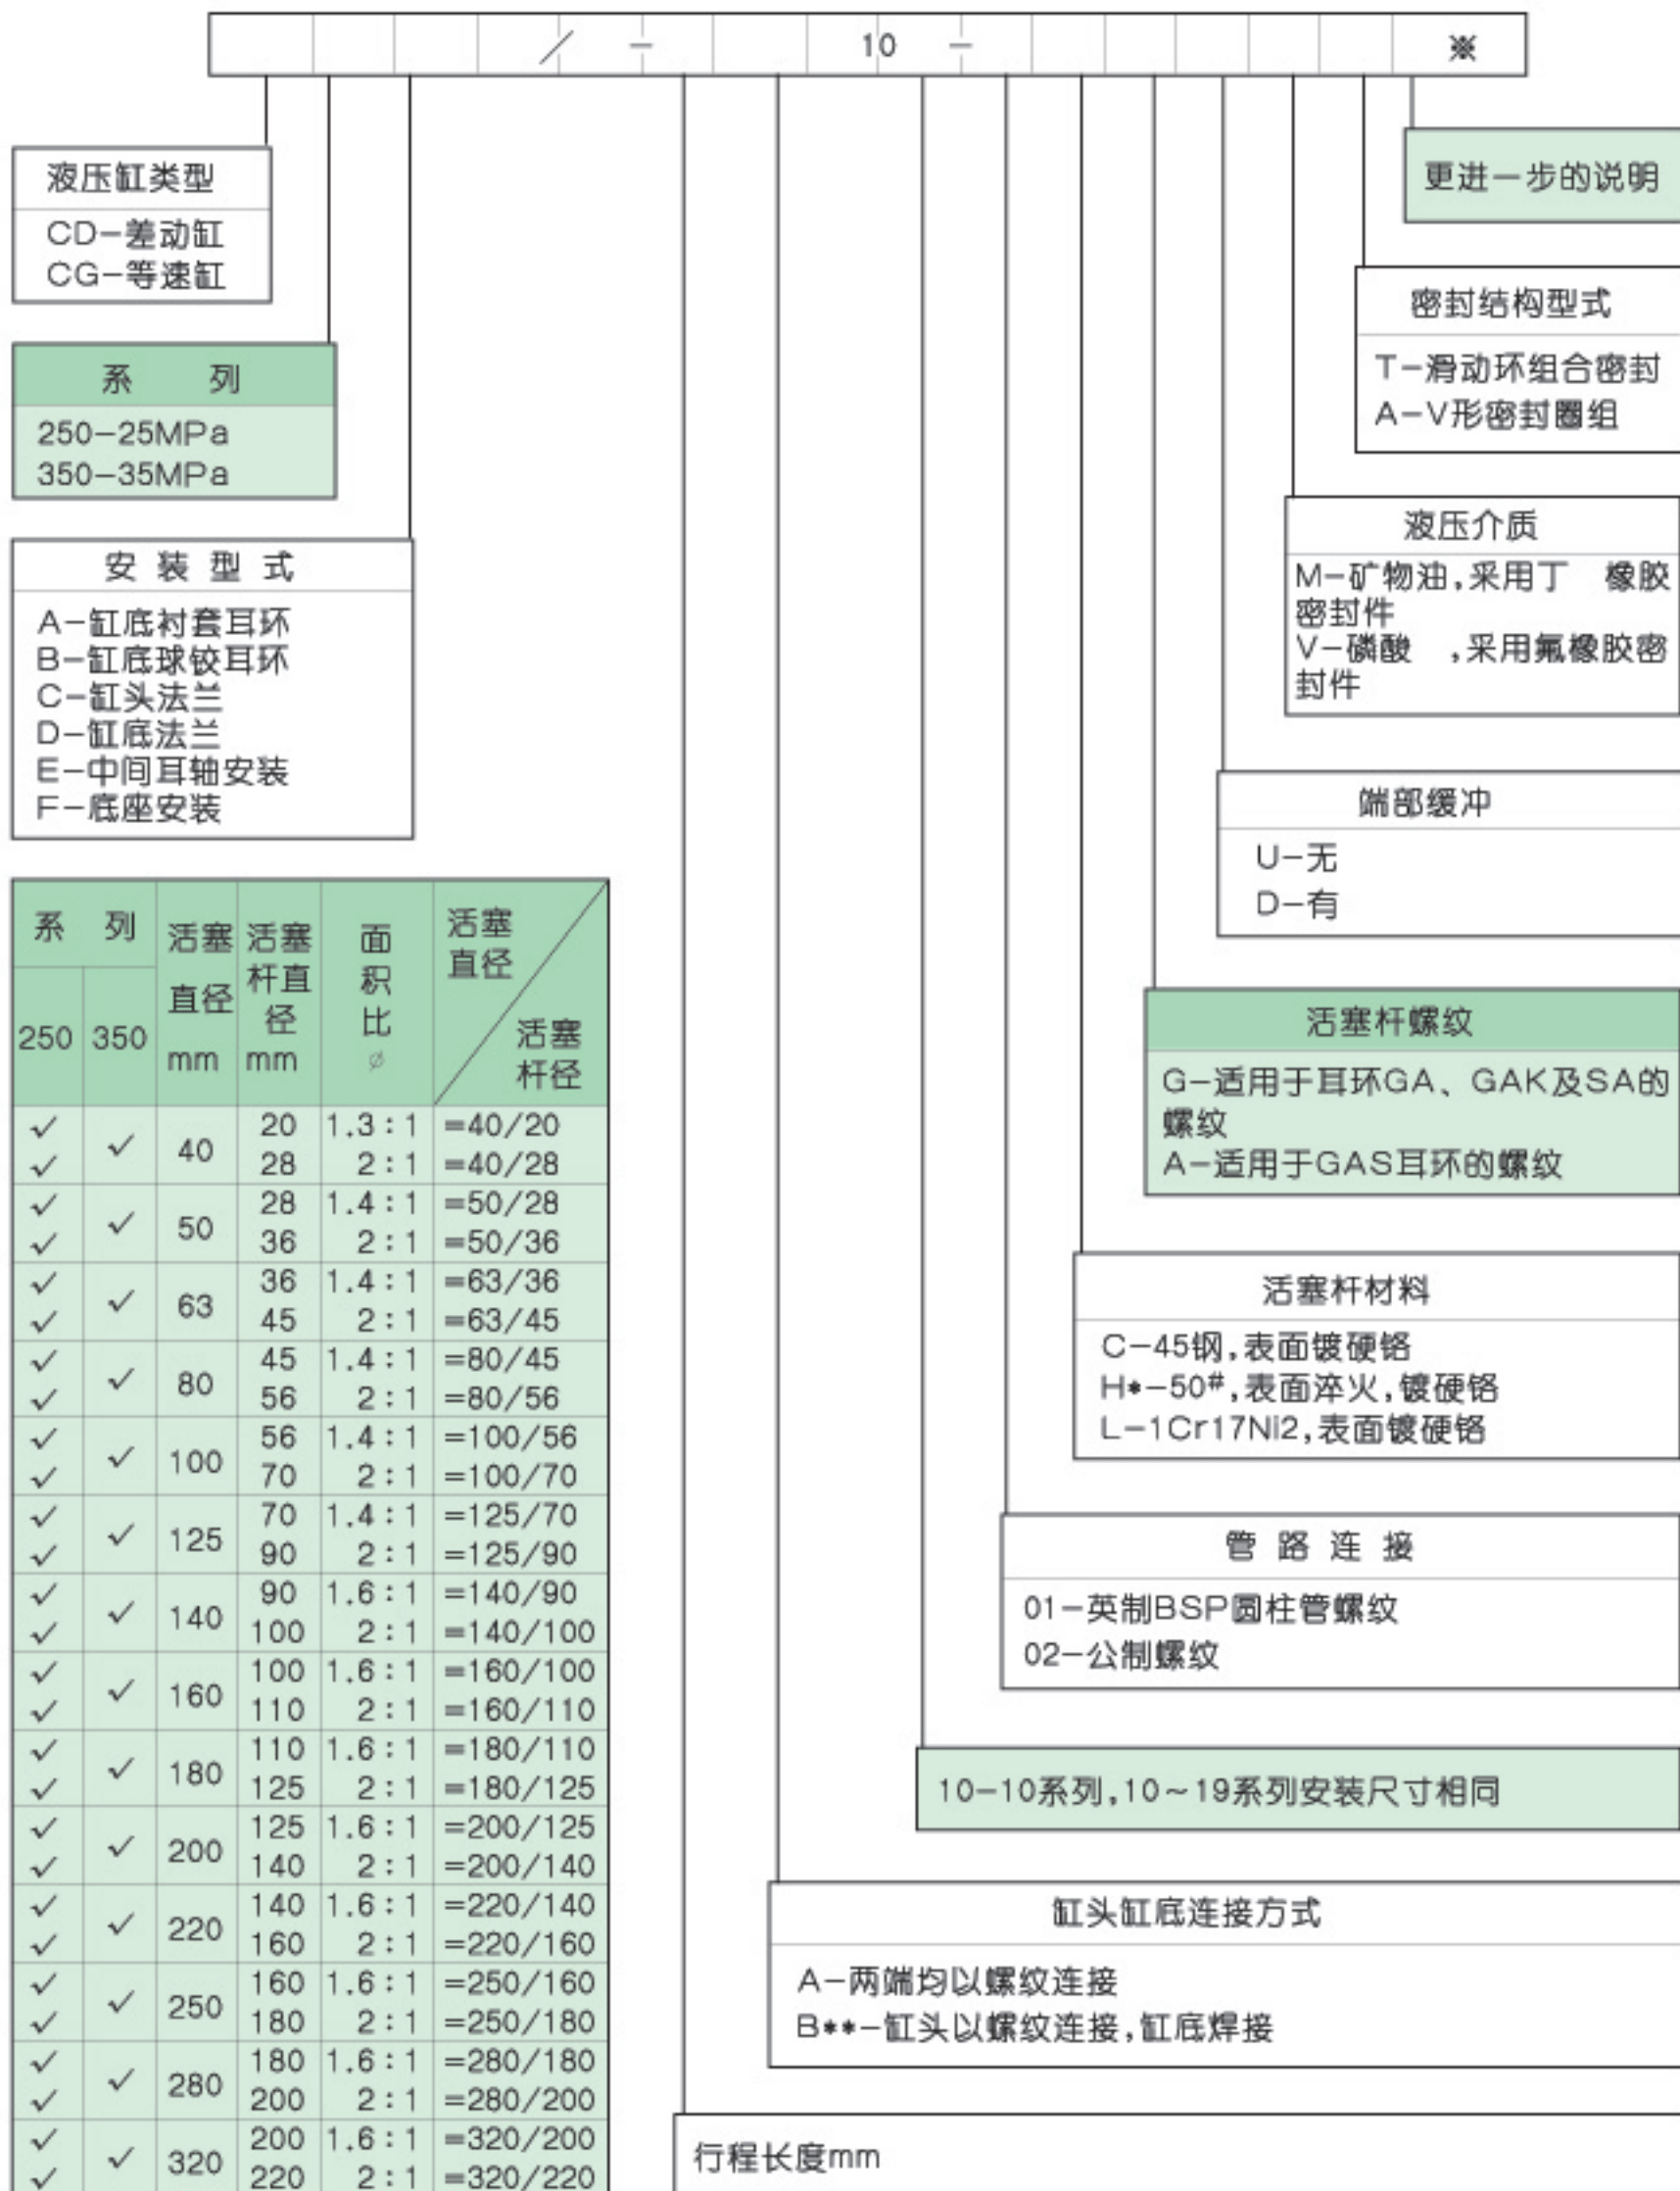 / - 10 - ※
液压缸类型
CD-差动缸
CG-等速缸
系 列
250-25MPa
350-35MPa
安 装 型 式
A-缸底衬套耳环
B-缸底球铰耳环
C-缸头法兰
D-缸底法兰
E-中间耳轴安装
F-底座安装
系 列
250 350
活塞
直径
mm
活塞
杆直
径
mm
面
积
比
∅
活塞
直径
活塞
杆径
✓ ✓ 40 20 1.3:1 =40/20
✓ 28 2:1 =40/28
✓ ✓ 50 28 1.4:1 =50/28
✓ 36 2:1 =50/36
✓ ✓ 63 36 1.4:1 =63/36
✓ 45 2:1 =63/45
✓ ✓ 80 45 1.4:1 =80/45
✓ 56 2:1 =80/56
✓ ✓ 100 56 1.4:1 =100/56
✓ 70 2:1 =100/70
✓ ✓ 125 70 1.4:1 =125/70
✓ 90 2:1 =125/90
✓ ✓ 140 90 1.6:1 =140/90
✓ 100 2:1 =140/100
✓ ✓ 160 100 1.6:1 =160/100
✓ 110 2:1 =160/110
✓ ✓ 180 110 1.6:1 =180/110
✓ 125 2:1 =180/125
✓ ✓ 200 125 1.6:1 =200/125
✓ 140 2:1 =200/140
✓ ✓ 220 140 1.6:1 =220/140
✓ 160 2:1 =220/160
✓ ✓ 250 160 1.6:1 =250/160
✓ 180 2:1 =250/180
✓ ✓ 280 180 1.6:1 =280/180
✓ 200 2:1 =280/200
✓ ✓ 320 200 1.6:1 =320/200
✓ 220 2:1 =320/220
更进一步的说明
密封结构型式
T-滑动环组合密封
A-V形密封圈组
液压介质
M-矿物油,采用丁 橡胶
密封件
V-磷酸 ,采用氟橡胶密
封件
端部缓冲
U-无
D-有
活塞杆螺纹
G-适用于耳环GA、GAK及SA的
螺纹
A-适用于GAS耳环的螺纹
活塞杆材料
C-45钢,表面镀硬铬
H*-50#,表面淬火,镀硬铬
L-1Cr17Ni2,表面镀硬铬
管 路 连 接
01-英制BSP圆柱管螺纹
02-公制螺纹
10-10系列,10~19系列安装尺寸相同
缸头缸底连接方式
A-两端均以螺纹连接
B**-缸头以螺纹连接,缸底焊接
行程长度mm